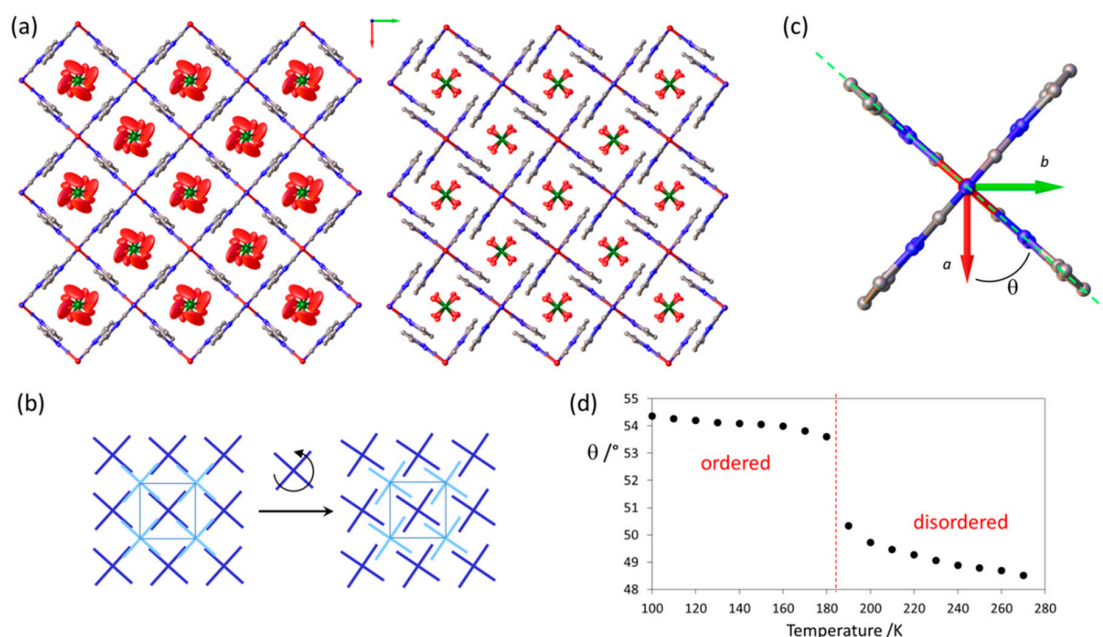 (a)
(c)
b
a
θ
(b)
(d)
55
54
53
52
51
50
49
48
θ /°
ordered
disordered
100 120 140 160 180 200 220 240 260 280
Temperature /K